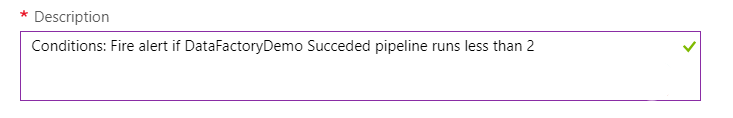 * Description
Conditions: Fire alert if DataFactoryDemo Succeded pipeline runs less than 2